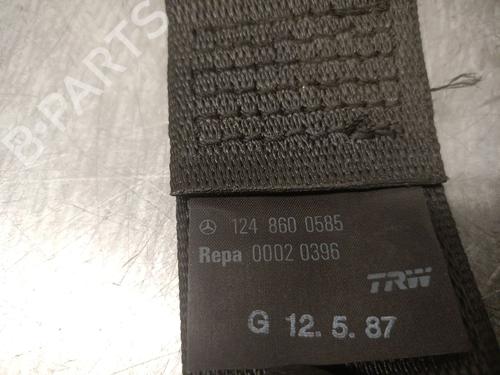 B-PARTS
124 860 0585
Repa 0002 0396
TRW
G 12. 5. 87